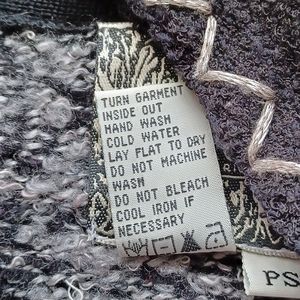 TURN GARMENT
INSIDE OUT
HAND WASH
COLD WATER
LAY FLAT TO DRY
DO NOT MACHINE
WASH
DO NOT BLEACH
COOL IRON IF
NECESSARY
PS